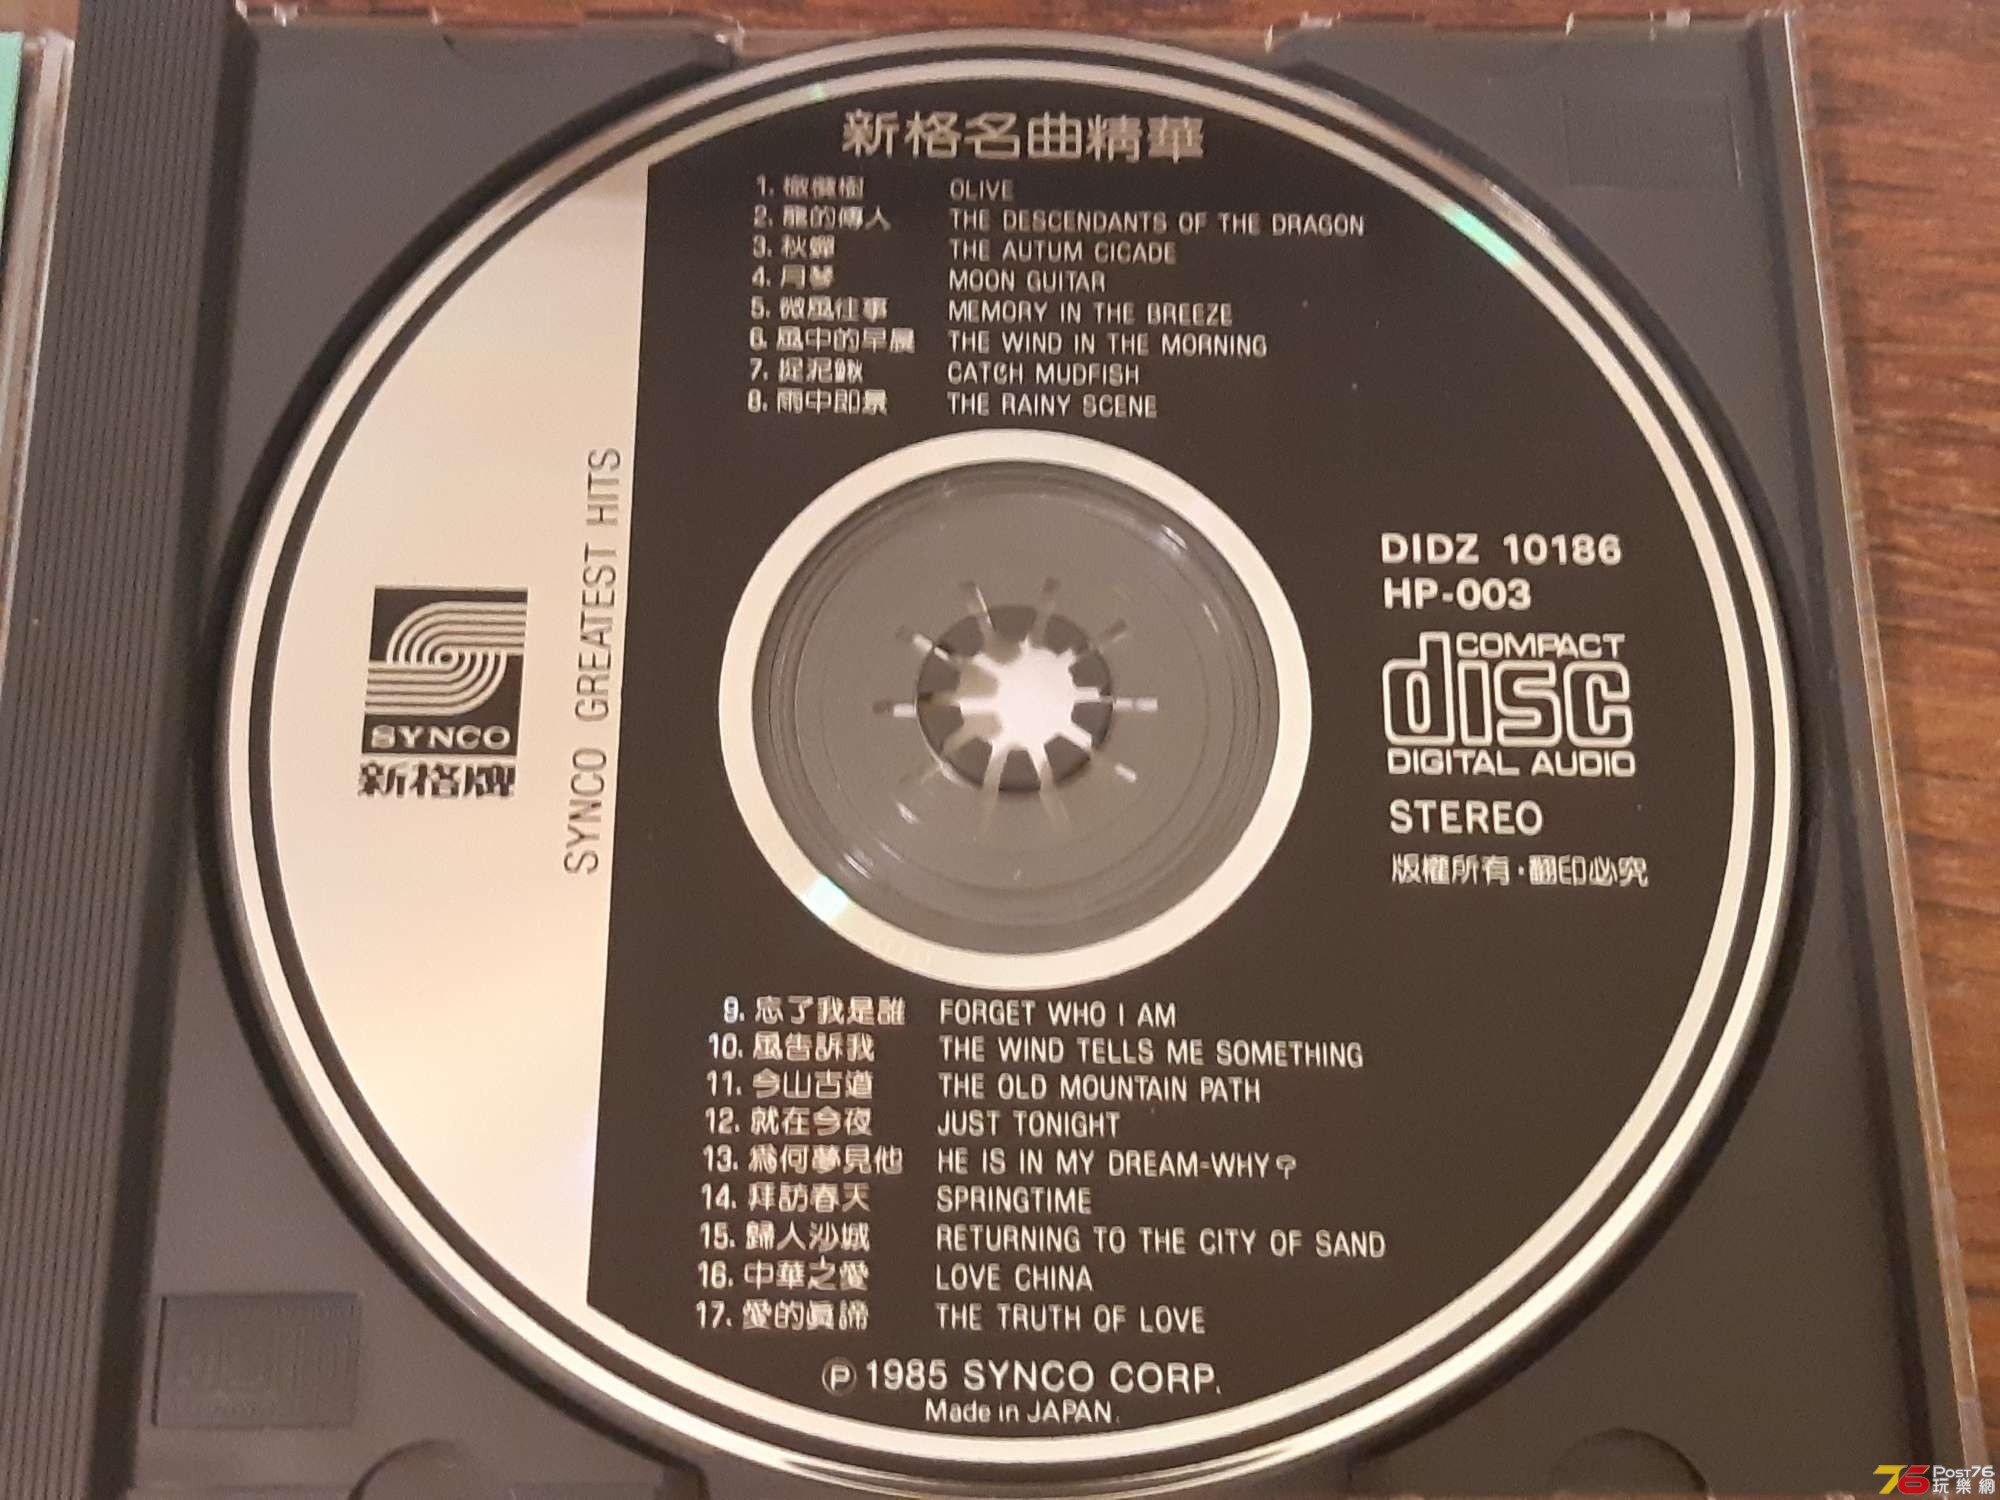 新格名曲精華
1. 橄欖樹 OLIVE
2. 龍的傳人 THE DESCENDANTS OF THE DRAGON
3. 秋蟬 THE AUTUM CICADE
4. 月琴 MOON GUITAR
5. 微風往事 MEMORY IN THE BREEZE
6. 風中的早晨 THE WIND IN THE MORNING
7. 捉泥鰍 CATCH MUDFISH
8. 雨中即景 THE RAINY SCENE
SYNCO GREATEST HITS
SYNCO
新格牌
DIDZ 10186
HP-003
COMPACT
disc
DIGITAL AUDIO
STEREO
版權所有·翻印必究
9. 忘了我是誰 FORGET WHO I AM
10. 風告訴我 THE WIND TELLS ME SOMETHING
11. 今山古道 THE OLD MOUNTAIN PATH
12. 就在今夜 JUST TONIGHT
13. 爲何夢見他 HE IS IN MY DREAM-WHY?
14. 拜訪春天 SPRINGTIME
15. 歸人沙城 RETURNING TO THE CITY OF SAND
16. 中華之愛 LOVE CHINA
17. 愛的眞諦 THE TRUTH OF LOVE
Ⓟ 1985 SYNCO CORP.
Made in JAPAN.
76 POST76
玩樂網